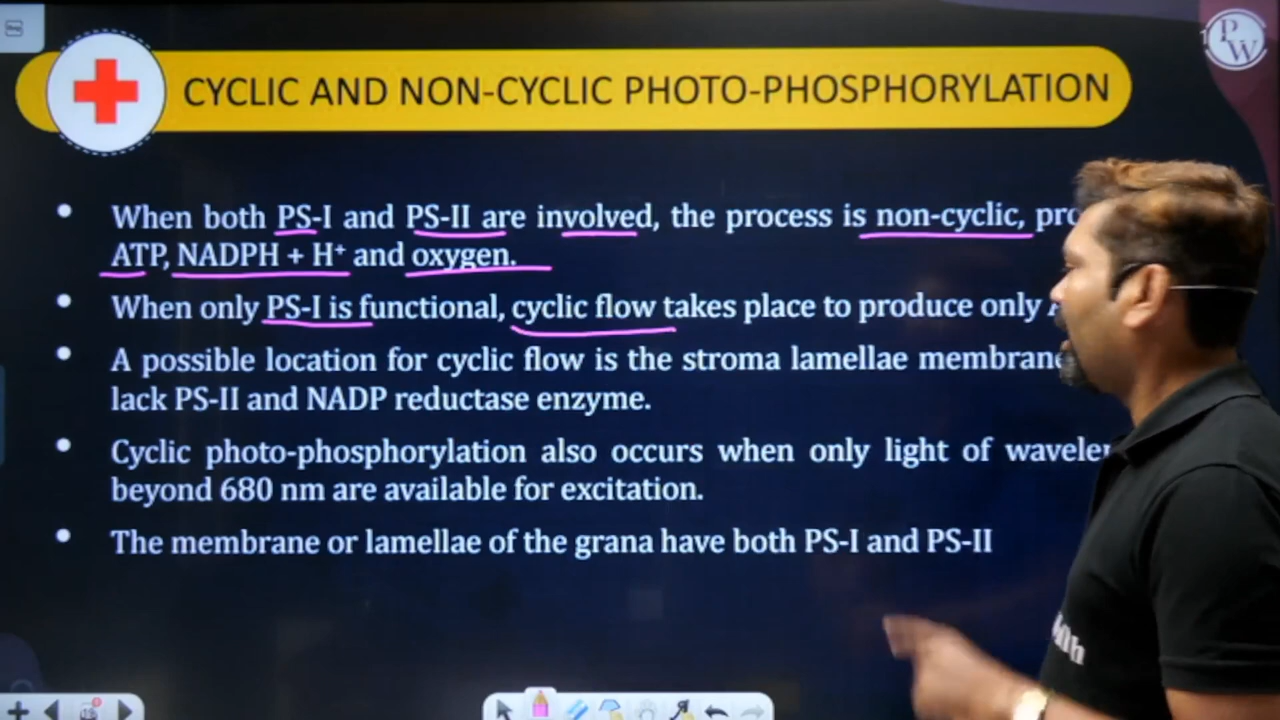 PW
CYCLIC AND NON-CYCLIC PHOTO-PHOSPHORYLATION
• When both PS-I and PS-II are involved, the process is non-cyclic,
ATP, NADPH + H⁺ and oxygen.
• When only PS-I is functional, cyclic flow takes place to produce only
• A possible location for cyclic flow is the stroma lamellae
lack PS-II and NADP reductase enzyme.
• Cyclic photo-phosphorylation also occurs when only light of
beyond 680 nm are available for excitation.
• The membrane or lamellae of the grana have both PS-I and PS-II